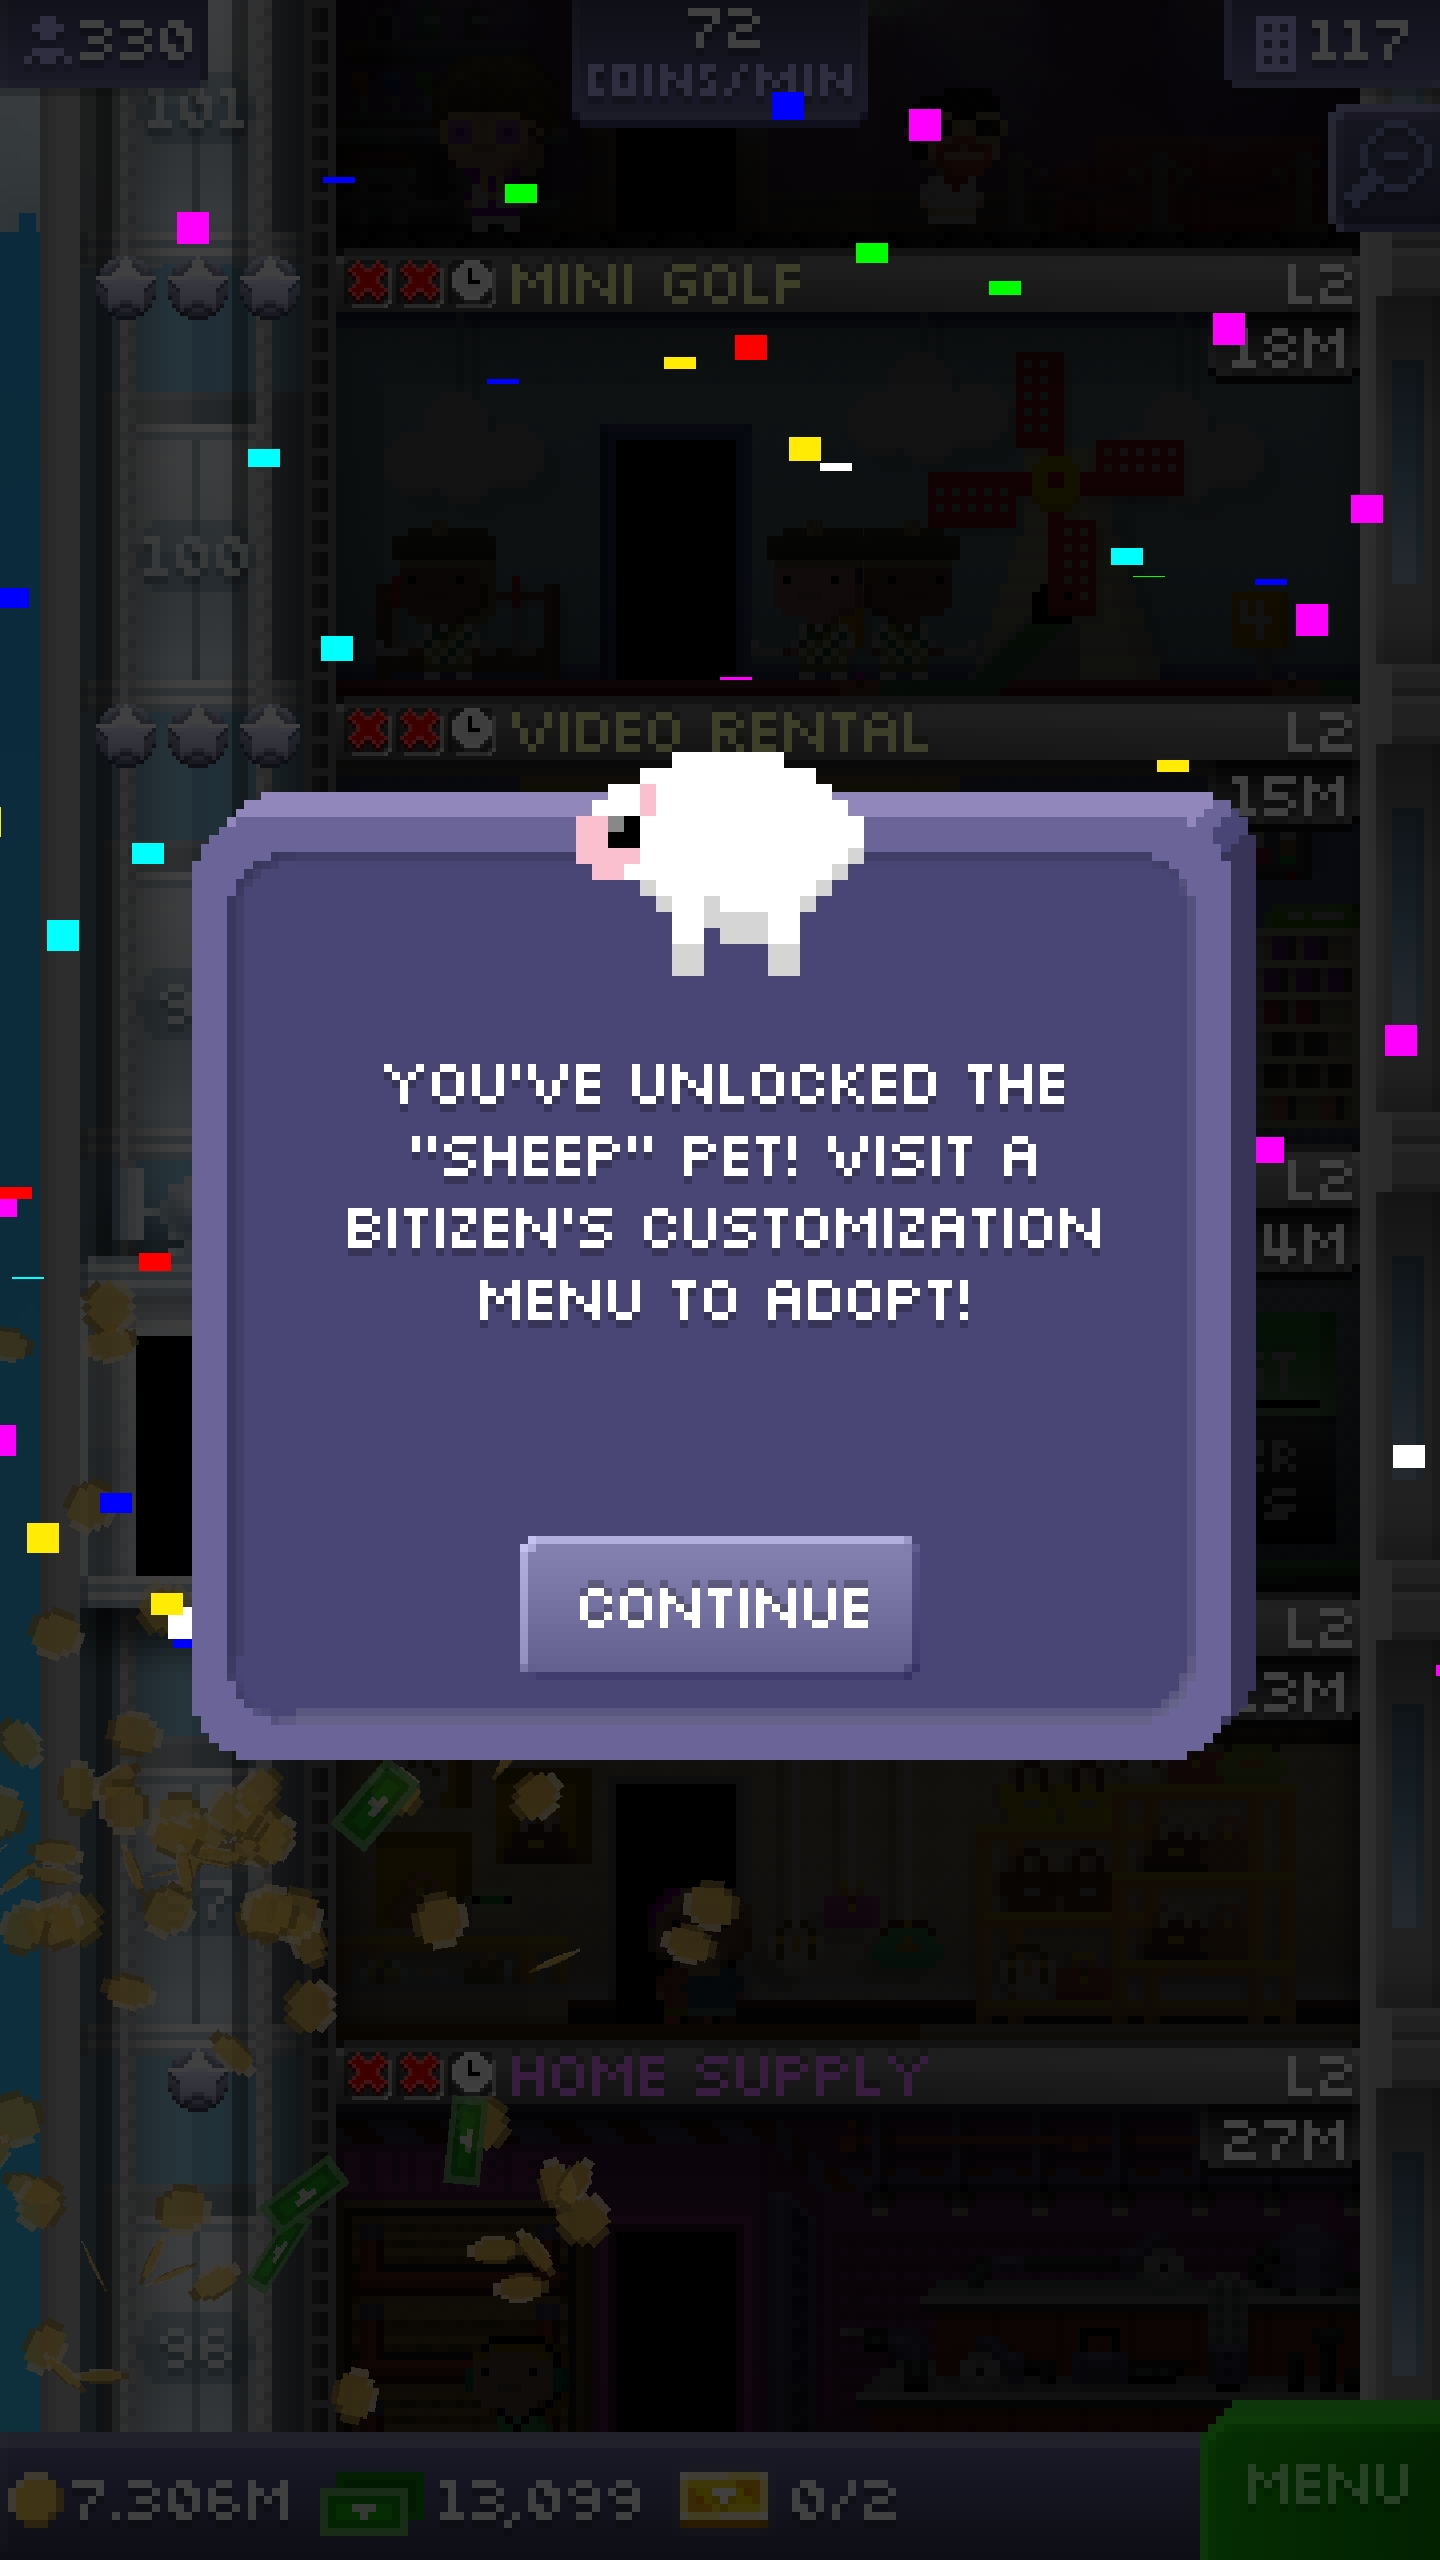 330
72
COINS/MIN
117
101
MINI GOLF
L2
18M
100
4
VIDEO RENTAL
L2
15M
YOU'VE UNLOCKED THE
"SHEEP" PET! VISIT A
BITIZEN'S CUSTOMIZATION
MENU TO ADOPT!
L2
4M
CONTINUE
L2
3M
HOME SUPPLY
L2
27M
7.306M
13,099
0/2
MENU